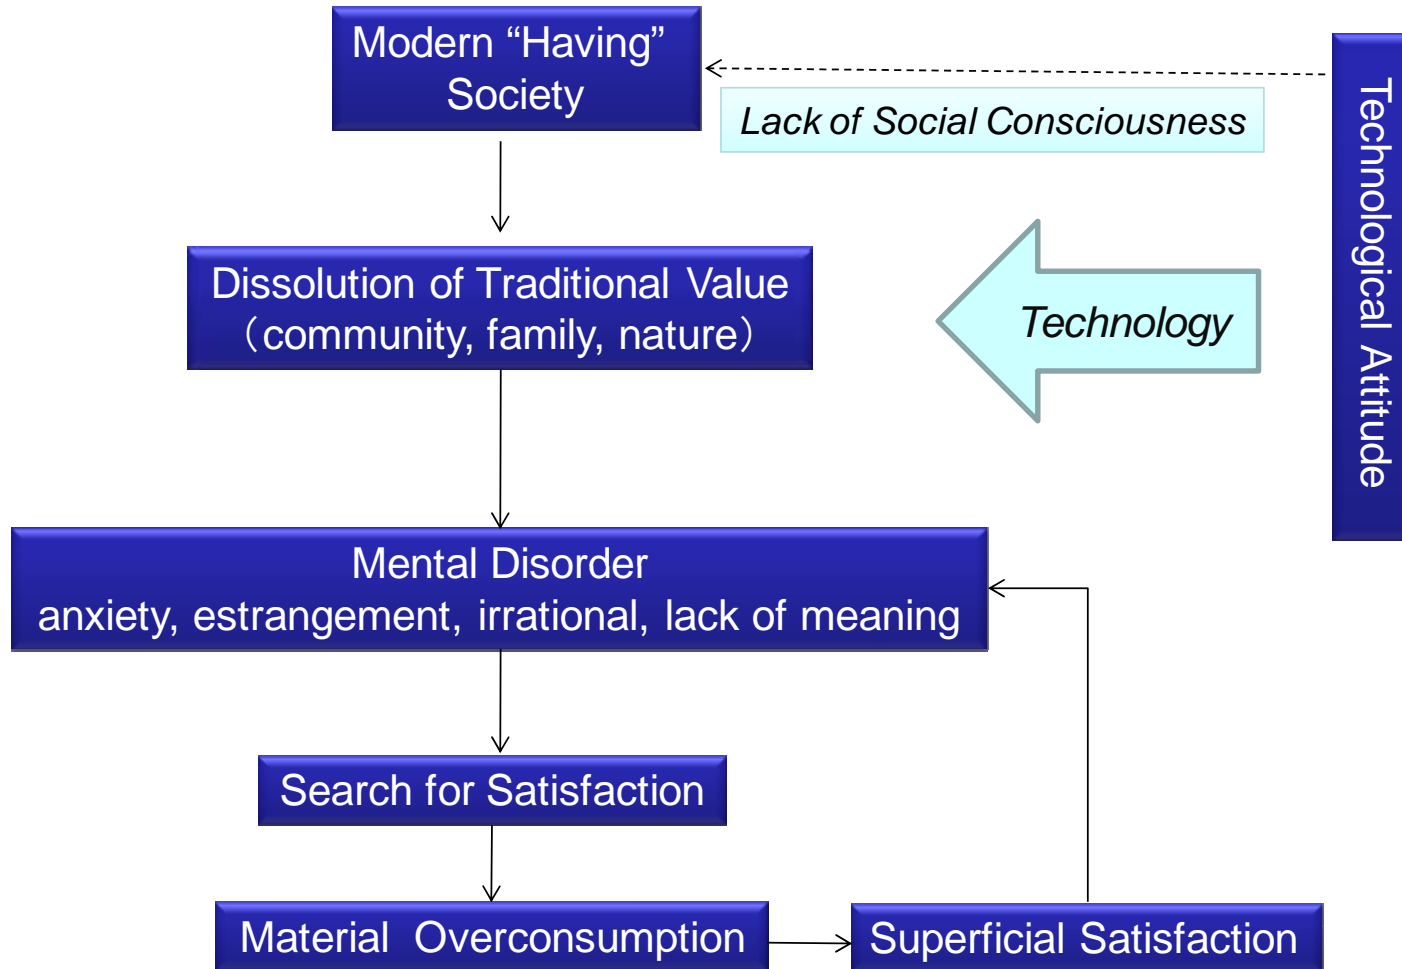 Modern “Having”
Society
Lack of Social Consciousness
Technological Attitude
Dissolution of Traditional Value
（community, family, nature）
Technology
Mental Disorder
anxiety, estrangement, irrational, lack of meaning
Search for Satisfaction
Material Overconsumption
Superficial Satisfaction